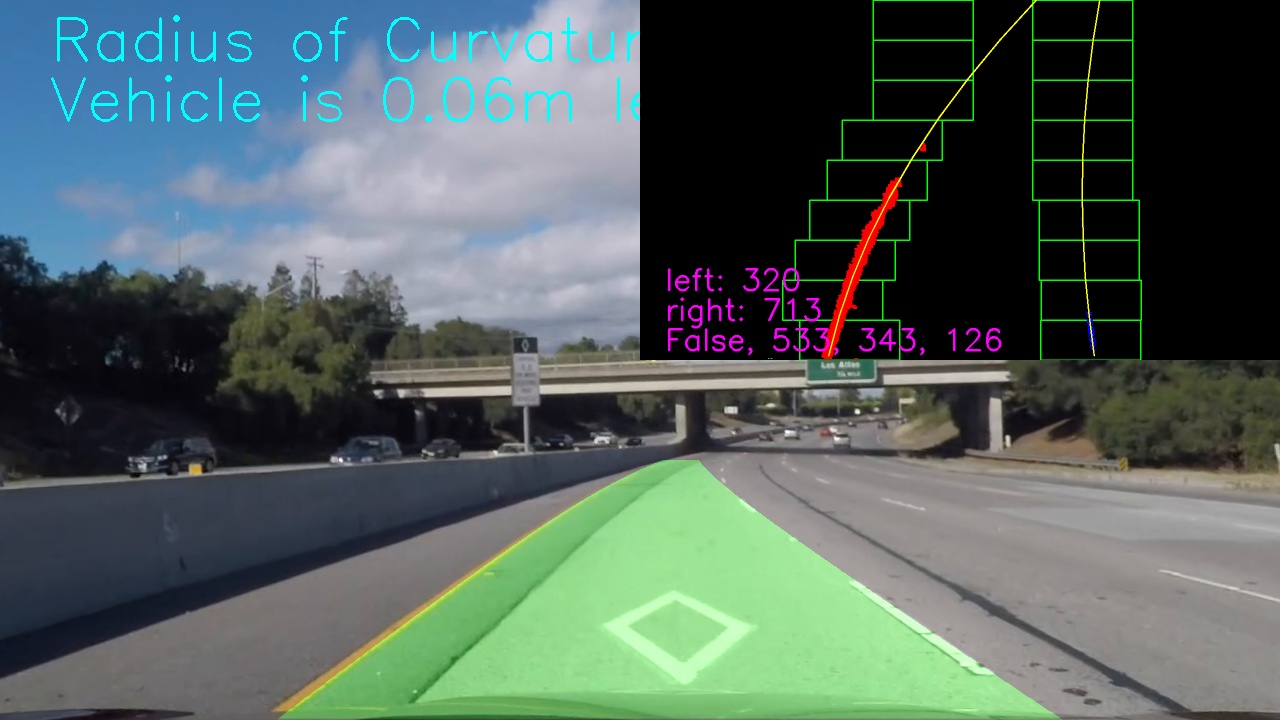 Radius of Curvatur
Vehicle is 0.06m le
left: 320
right: 713
False, 533, 343, 126
Los Altos